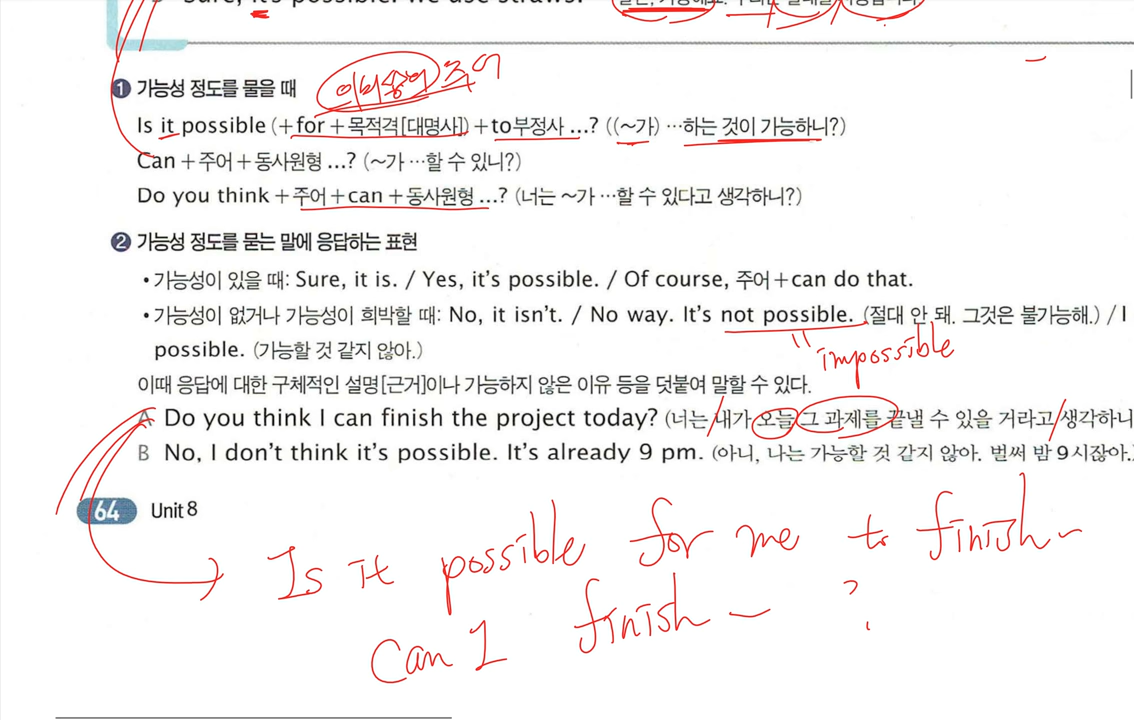 Sure, it's possible. We use straws.
이미상의 주어
❶ 가능성 정도를 물을 때
Is it possible (+for+목적격[대명사])+to부정사 …? ((~가) …하는 것이 가능하니?)
Can+주어+동사원형 …? (~가 …할 수 있니?)
Do you think+주어+can+동사원형 …? (너는 ~가 …할 수 있다고 생각하니?)
❷ 가능성 정도를 묻는 말에 응답하는 표현
•가능성이 있을 때: Sure, it is. / Yes, it's possible. / Of course, 주어+can do that.
•가능성이 없거나 가능성이 희박할 때: No, it isn't. / No way. It's not possible. (절대 안 돼. 그것은 불가능해.) / I
possible. (가능할 것 같지 않아.)
impossible
이때 응답에 대한 구체적인 설명[근거]이나 가능하지 않은 이유 등을 덧붙여 말할 수 있다.
A Do you think I can finish the project today? (너는 내가 오늘 그 과제를 끝낼 수 있을 거라고 생각하니
B No, I don't think it's possible. It's already 9 pm. (아니, 나는 가능할 것 같지 않아. 벌써 밤 9시잖아.)
64 Unit 8
→ Is it possible for me to finish ~
Can I finish ~ ?